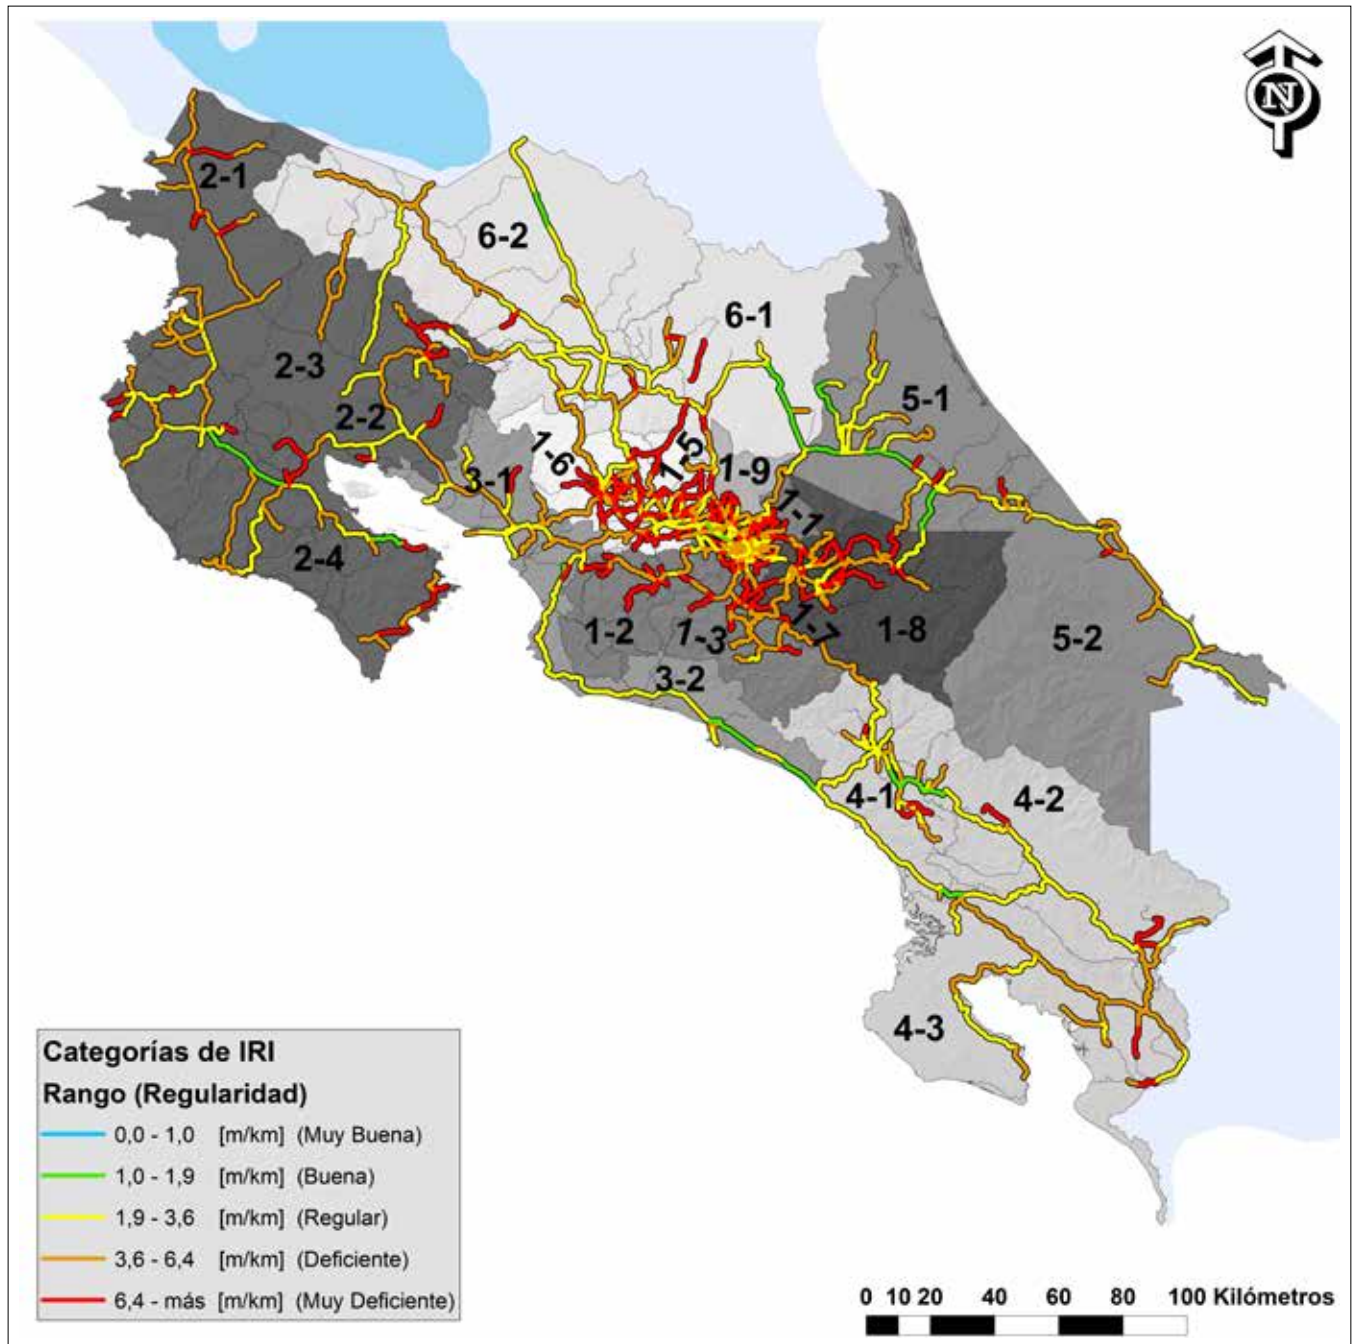 N
2-1
6-2
6-1
2-3
5-1
2-2
1-6
1-5
1-9
3-1
1-1
2-4
1-2
1-3
1-7
1-8
5-2
3-2
4-1
4-2
4-3
Categorías de IRI
Rango (Regularidad)
0,0 - 1,0 [m/km] (Muy Buena)
1,0 - 1,9 [m/km] (Buena)
1,9 - 3,6 [m/km] (Regular)
3,6 - 6,4 [m/km] (Deficiente)
6,4 - más [m/km] (Muy Deficiente)
0 10 20 40 60 80 100 Kilómetros